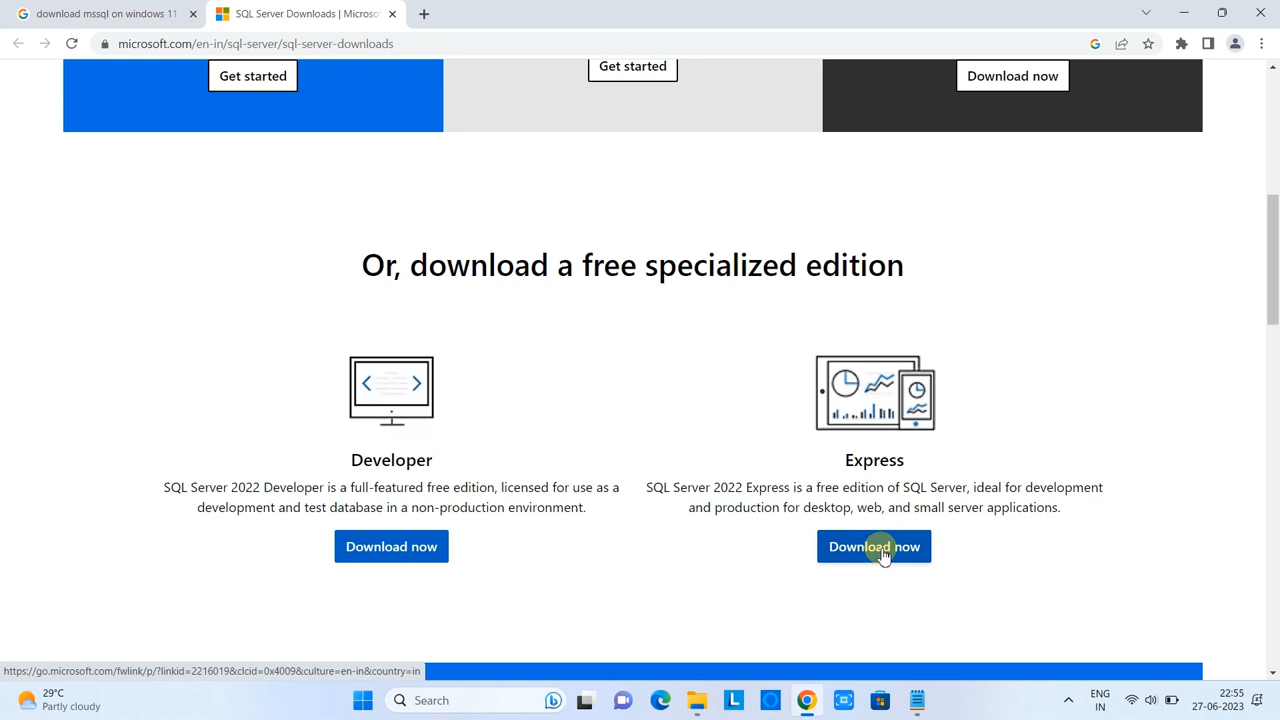 download mssql on windows 11
SQL Server Downloads | Microso
microsoft.com/en-in/sql-server/sql-server-downloads
Get started
Get started
Download now
Or, download a free specialized edition
Developer
SQL Server 2022 Developer is a full-featured free edition, licensed for use as a
development and test database in a non-production environment.
Download now
Express
SQL Server 2022 Express is a free edition of SQL Server, ideal for development
and production for desktop, web, and small server applications.
Download now
https://go.microsoft.com/fwlink/p/?linkid=2216019&clcid=0x4009&culture=en-in&country=in
29°C
Partly cloudy
Search
ENG
IN
22:55
27-06-2023